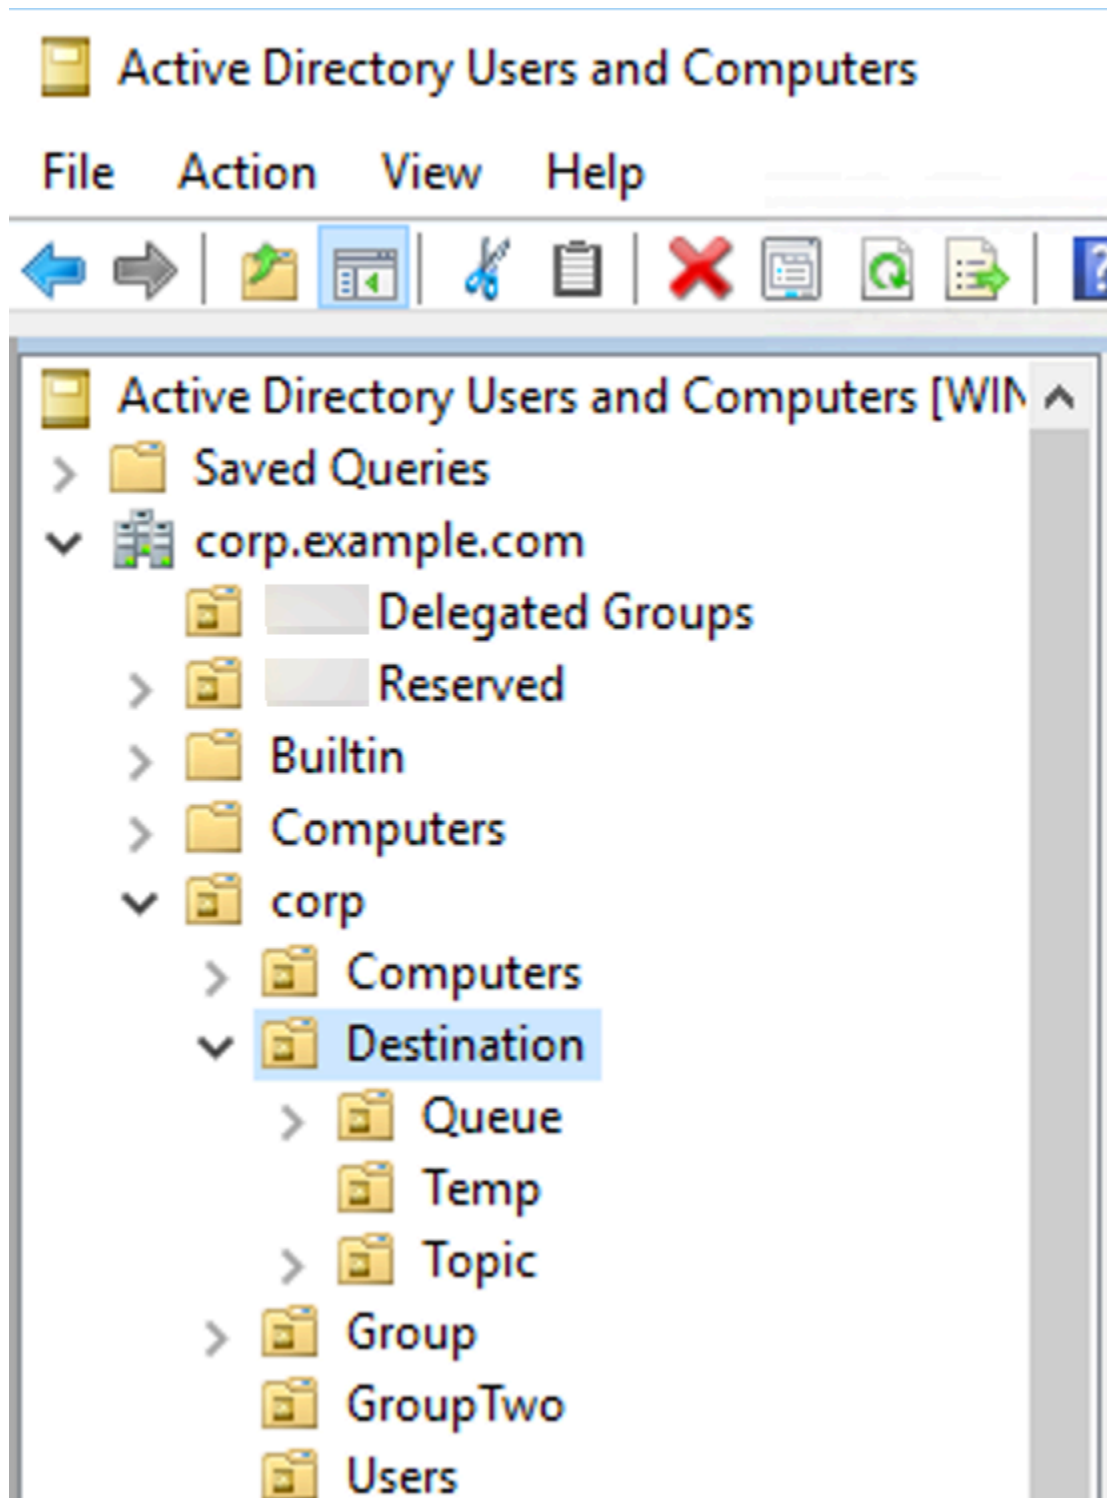 Active Directory Users and Computers
File Action View Help
Active Directory Users and Computers [WIN
Saved Queries
corp.example.com
Delegated Groups
Reserved
Builtin
Computers
corp
Computers
Destination
Queue
Temp
Topic
Group
GroupTwo
Users